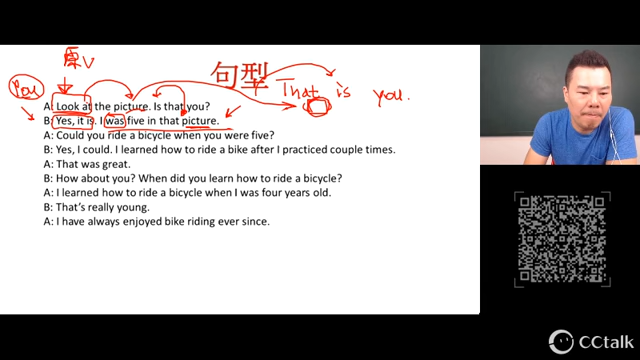 原V
句型
You
That is you.
A: Look at the picture. Is that you?
B: Yes, it is. I was five in that picture.
A: Could you ride a bicycle when you were five?
B: Yes, I could. I learned how to ride a bike after I practiced couple times.
A: That was great.
B: How about you? When did you learn how to ride a bicycle?
A: I learned how to ride a bicycle when I was four years old.
B: That's really young.
A: I have always enjoyed bike riding ever since.
CCtalk